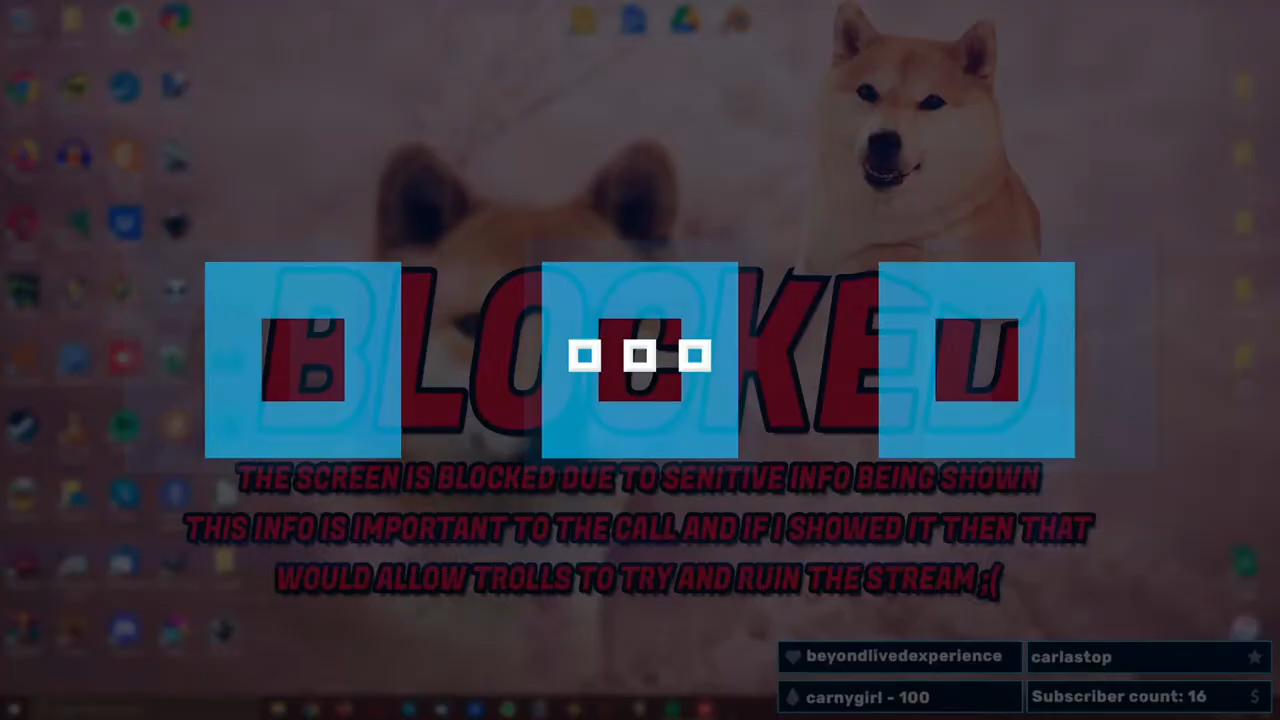 BLOCKED
THE SCREEN IS BLOCKED DUE TO SENITIVE INFO BEING SHOWN
THIS INFO IS IMPORTANT TO THE CALL AND IF I SHOWED IT THEN THAT
WOULD ALLOW TROLLS TO TRY AND RUIN THE STREAM ;(
beyondlivedexperience
carlastop
carnygirl - 100
Subscriber count: 16